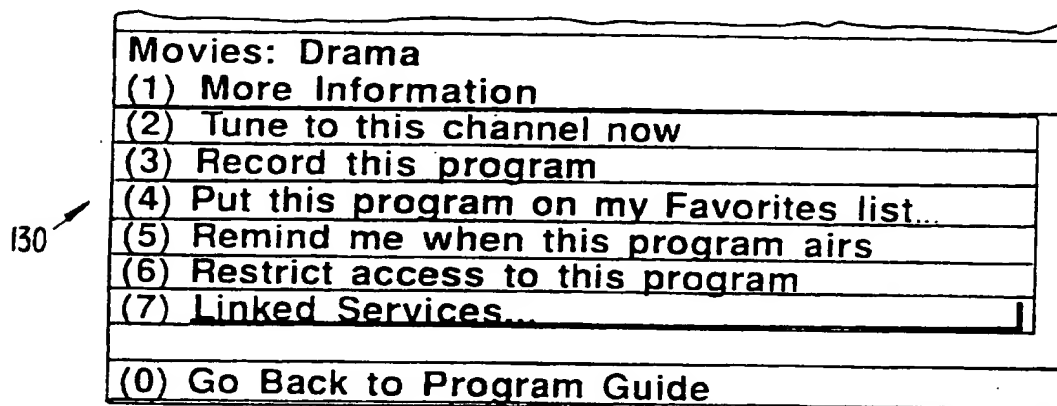 Movies: Drama
(1) More Information
(2) Tune to this channel now
(3) Record this program
(4) Put this program on my Favorites list...
130
(5) Remind me when this program airs
(6) Restrict access to this program
(7) Linked Services...
(0) Go Back to Program Guide